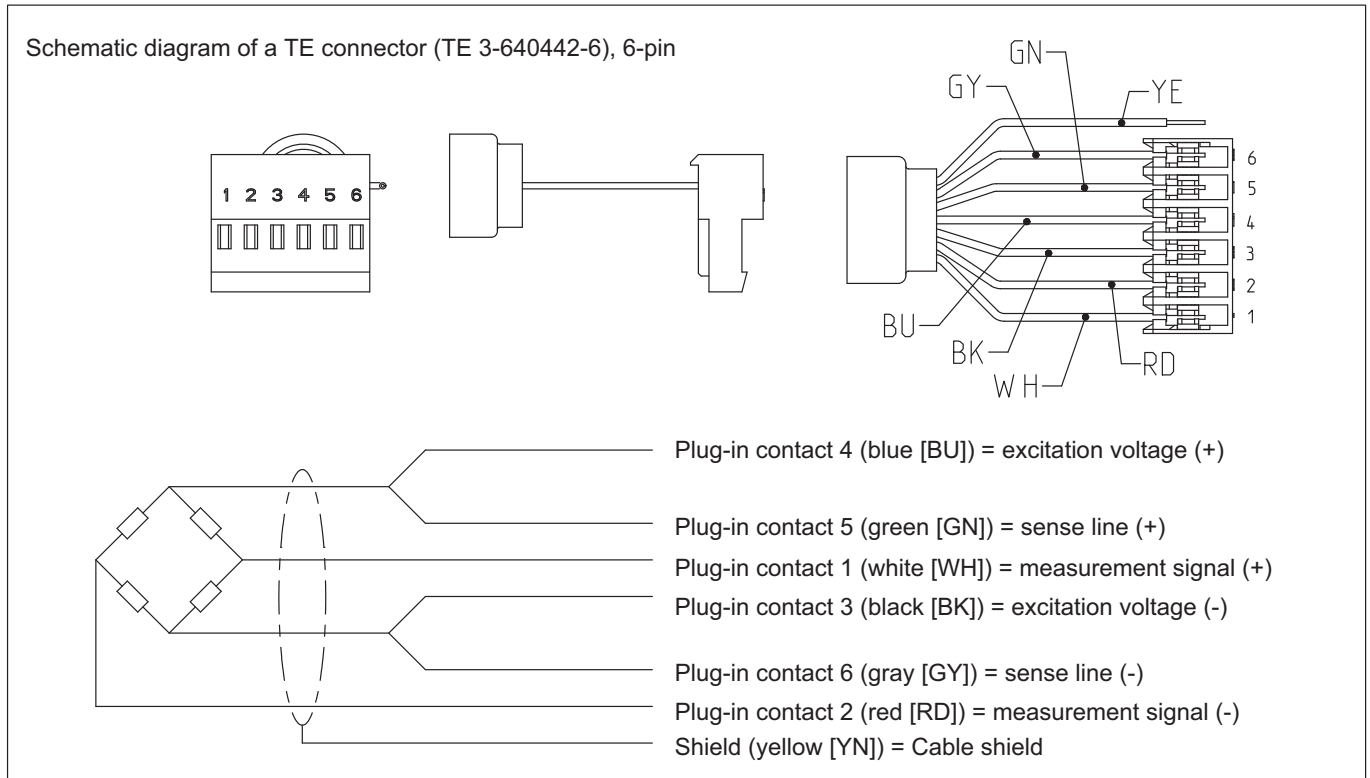 Schematic diagram of a TE connector (TE 3-640442-6), 6-pin
GN
GY
YE
1 2 3 4 5 6
6
5
4
3
2
1
BU
BK
WH
RD
Plug-in contact 4 (blue [BU]) = excitation voltage (+)
Plug-in contact 5 (green [GN]) = sense line (+)
Plug-in contact 1 (white [WH]) = measurement signal (+)
Plug-in contact 3 (black [BK]) = excitation voltage (-)
Plug-in contact 6 (gray [GY]) = sense line (-)
Plug-in contact 2 (red [RD]) = measurement signal (-)
Shield (yellow [YN]) = Cable shield